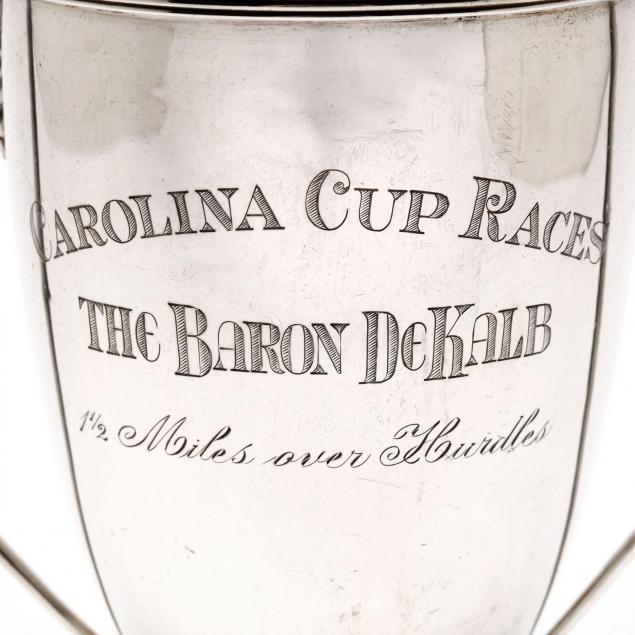 Carolina Cup Races
The Baron DeKalb
1½ Miles over Hurdles